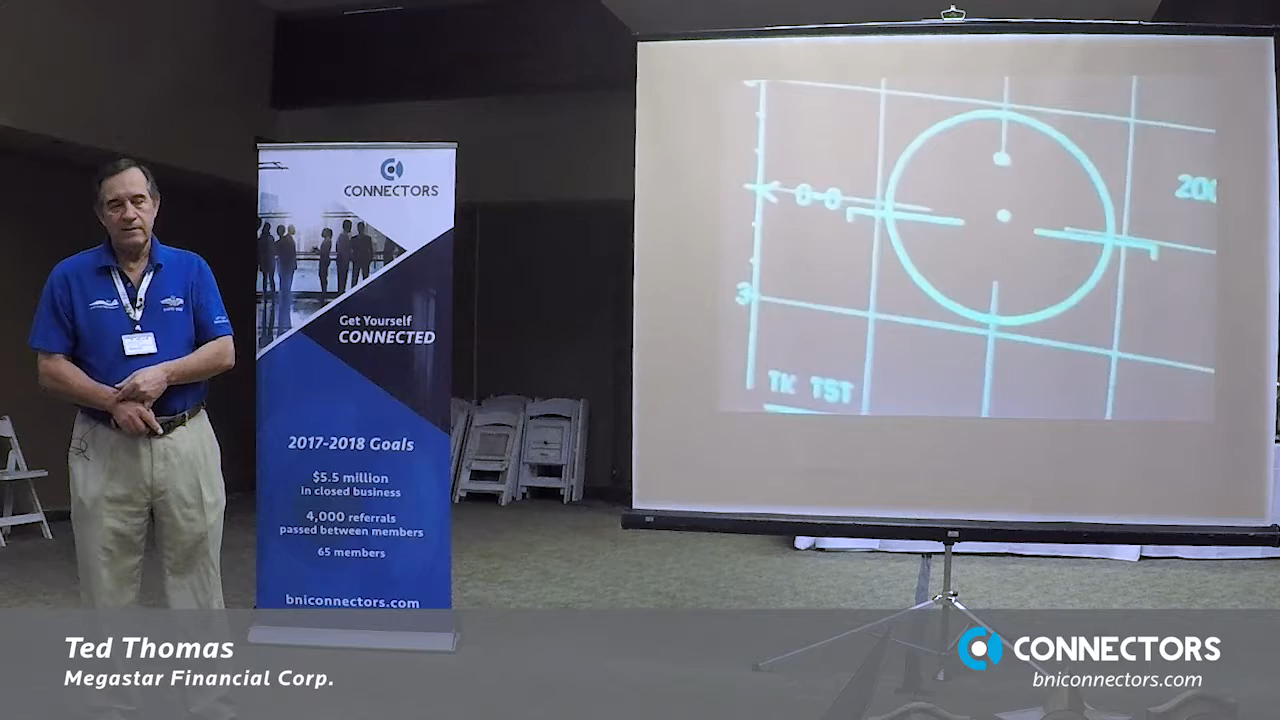 CONNECTORS
Get Yourself
CONNECTED
2017-2018 Goals
$5.5 million
in closed business
4,000 referrals
passed between members
65 members
bniconnectors.com
0-0
3
TK TST
Ted Thomas
Megastar Financial Corp.
CONNECTORS
bniconnectors.com